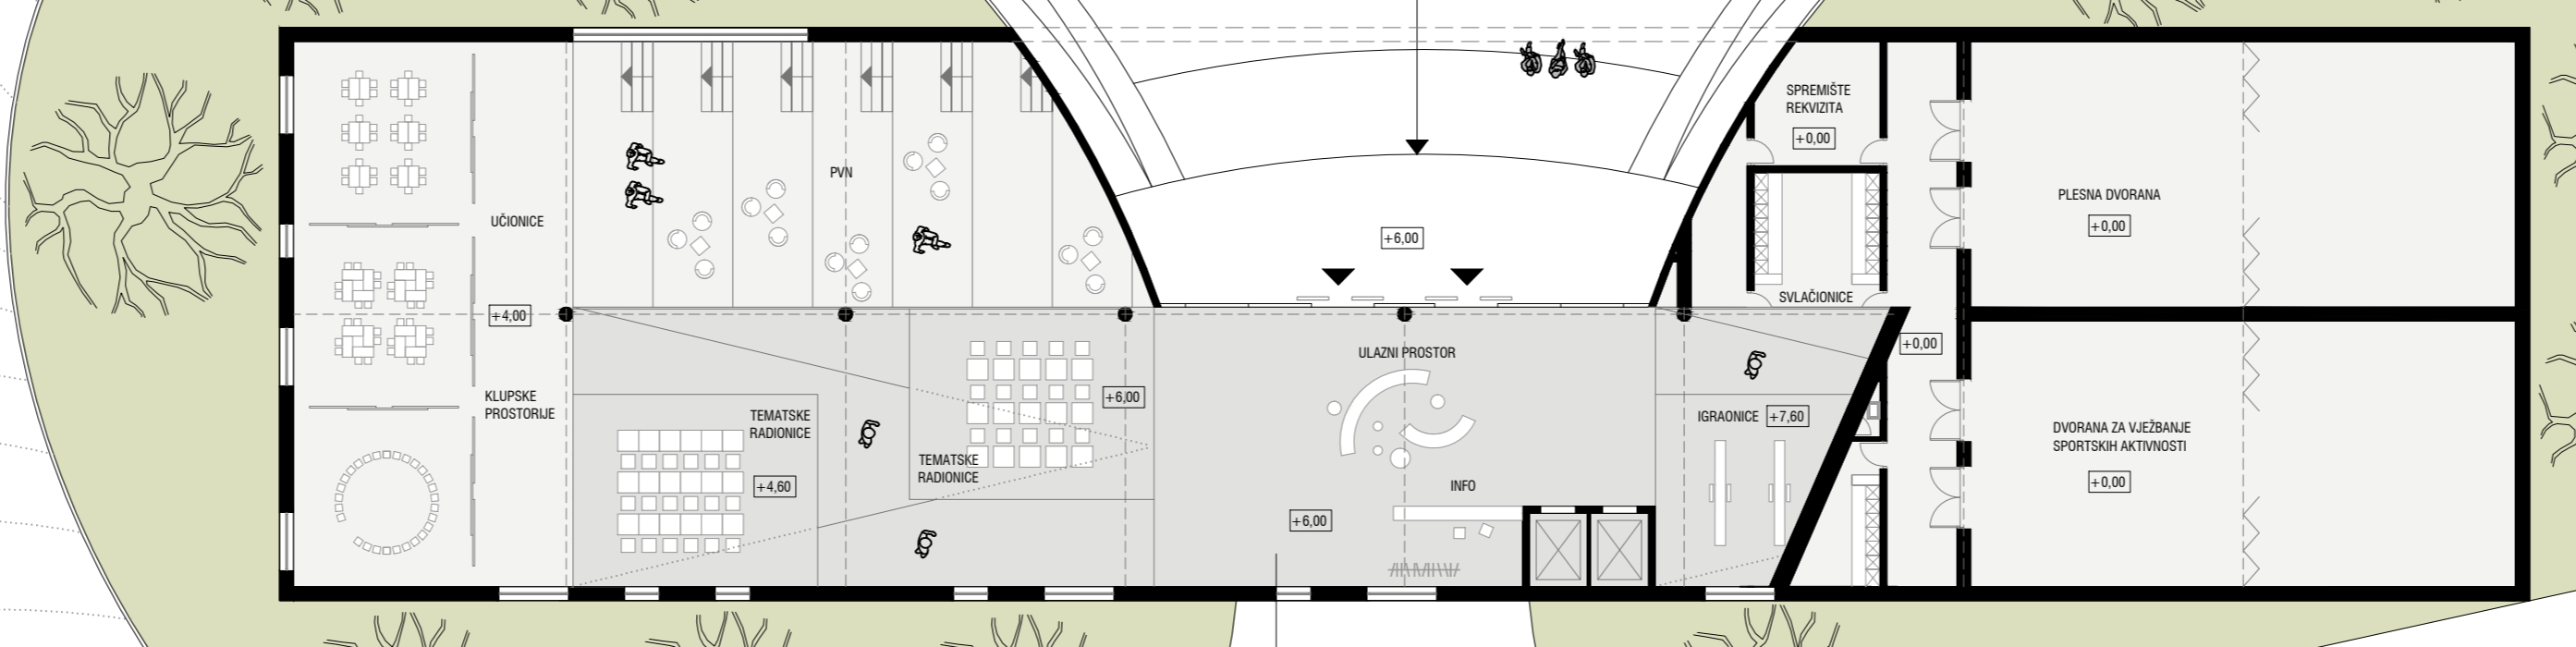 UČIONICE
+4,00
KLUPSKE
PROSTORIJE
PVN
TEMATSKE
RADIONICE
+4,60
TEMATSKE
RADIONICE
+6,00
+6,00
ULAZNI PROSTOR
INFO
+6,00
IGRAONICE +7,60
SPREMIŠTE
REKVIZITA
+0,00
SVLAČIONICE
+0,00
PLESNA DVORANA
+0,00
DVORANA ZA VJEŽBANJE
SPORTSKIH AKTIVNOSTI
+0,00